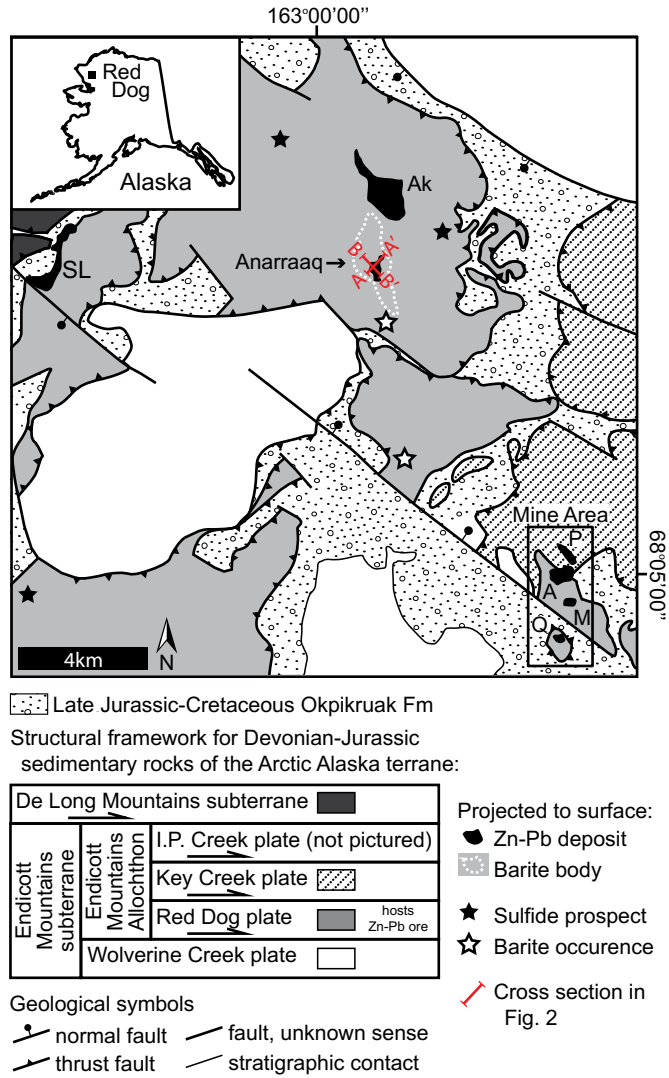 163°00'00''
Red
Dog
Alaska
Ak
SL
Anarraaq
B
A'
A
B'
Mine Area
P
A
M
Q
68°05'00''
4km
N
Late Jurassic-Cretaceous Okpikruak Fm
Structural framework for Devonian-Jurassic
sedimentary rocks of the Arctic Alaska terrane:
De Long Mountains subterrane
Endicott
Mountains
subterrane
Endicott
Mountains
Allochthon
I.P. Creek plate (not pictured)
Key Creek plate
Red Dog plate
hosts
Zn-Pb ore
Wolverine Creek plate
Projected to surface:
Zn-Pb deposit
Barite body
Sulfide prospect
Barite occurence
Cross section in
Fig. 2
Geological symbols
normal fault
fault, unknown sense
thrust fault
stratigraphic contact